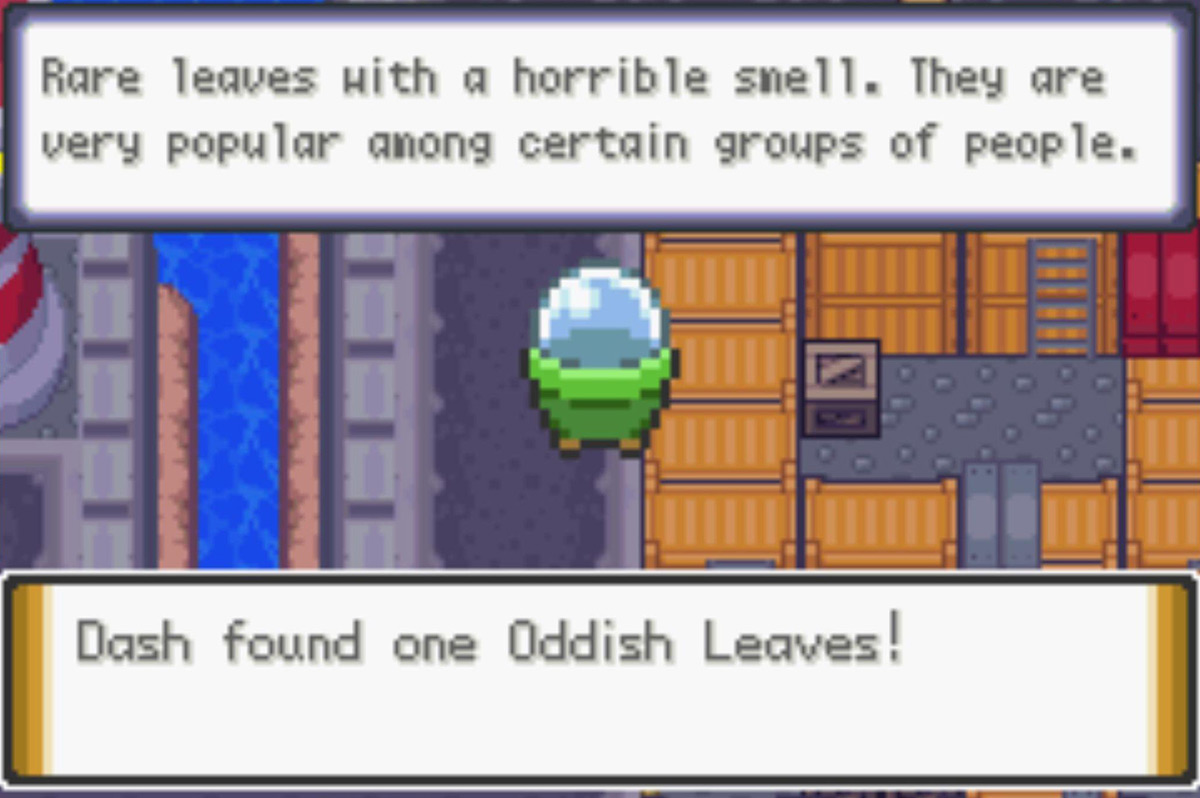 Rare leaves with a horrible smell. They are
very popular among certain groups of people.
Dash found one Oddish Leaves!